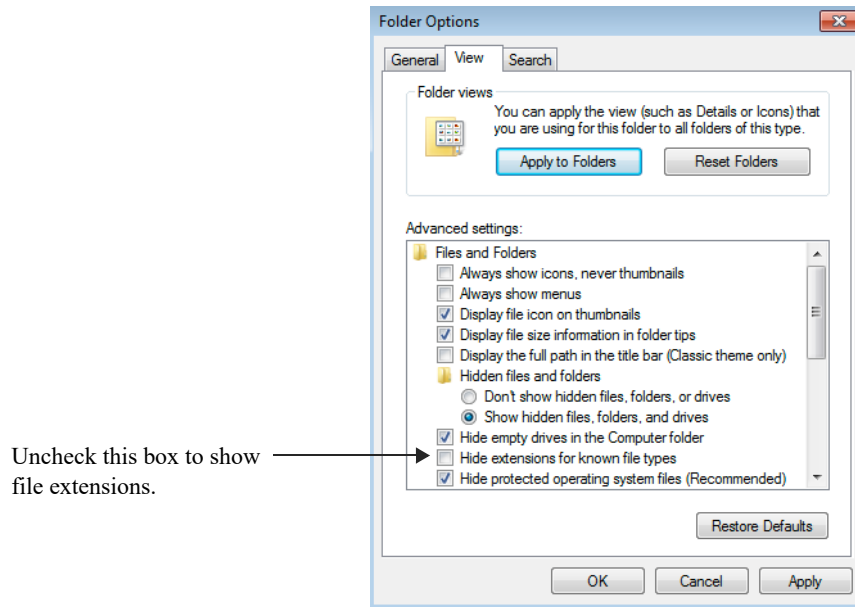 Folder Options
General View Search
Folder views
You can apply the view (such as Details or Icons) that
you are using for this folder to all folders of this type.
Apply to Folders Reset Folders
Advanced settings:
Files and Folders
Always show icons, never thumbnails
Always show menus
Display file icon on thumbnails
Display file size information in folder tips
Display the full path in the title bar (Classic theme only)
Hidden files and folders
Don't show hidden files, folders, or drives
Show hidden files, folders, and drives
Hide empty drives in the Computer folder
Uncheck this box to show
file extensions.
Hide extensions for known file types
Hide protected operating system files (Recommended)
Restore Defaults
OK Cancel Apply